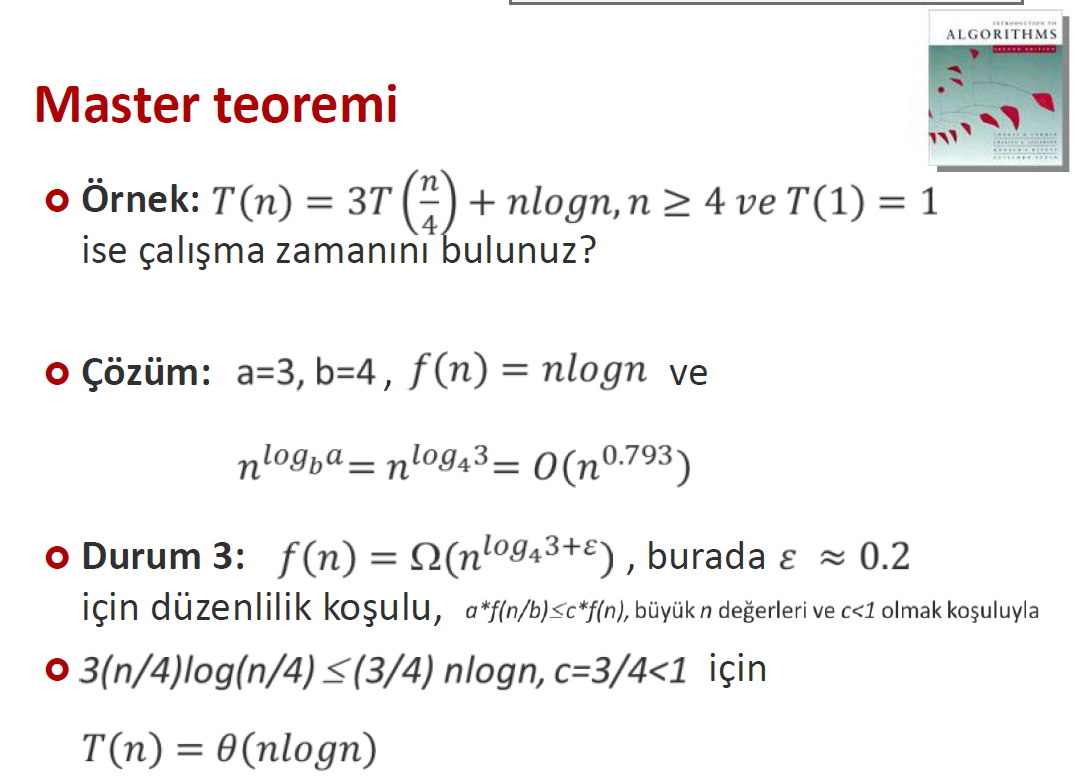 INTRODUCTION TO
ALGORITHMS
SECOND EDITION
Master teoremi
Örnek: T(n) = 3T(n/4) + nlogn, n ≥ 4 ve T(1) = 1
ise çalışma zamanını bulunuz?
Çözüm: a=3, b=4 , f(n) = nlogn ve
n^{log_b a} = n^{log_4 3} = O(n^{0.793})
Durum 3: f(n) = Ω(n^{log_4 3+ε}) , burada ε ≈ 0.2
için düzenlilik koşulu, a*f(n/b)≤c*f(n), büyük n değerleri ve c<1 olmak koşuluyla
3(n/4)log(n/4) ≤ (3/4) nlogn, c=3/4<1 için
T(n) = θ(nlogn)